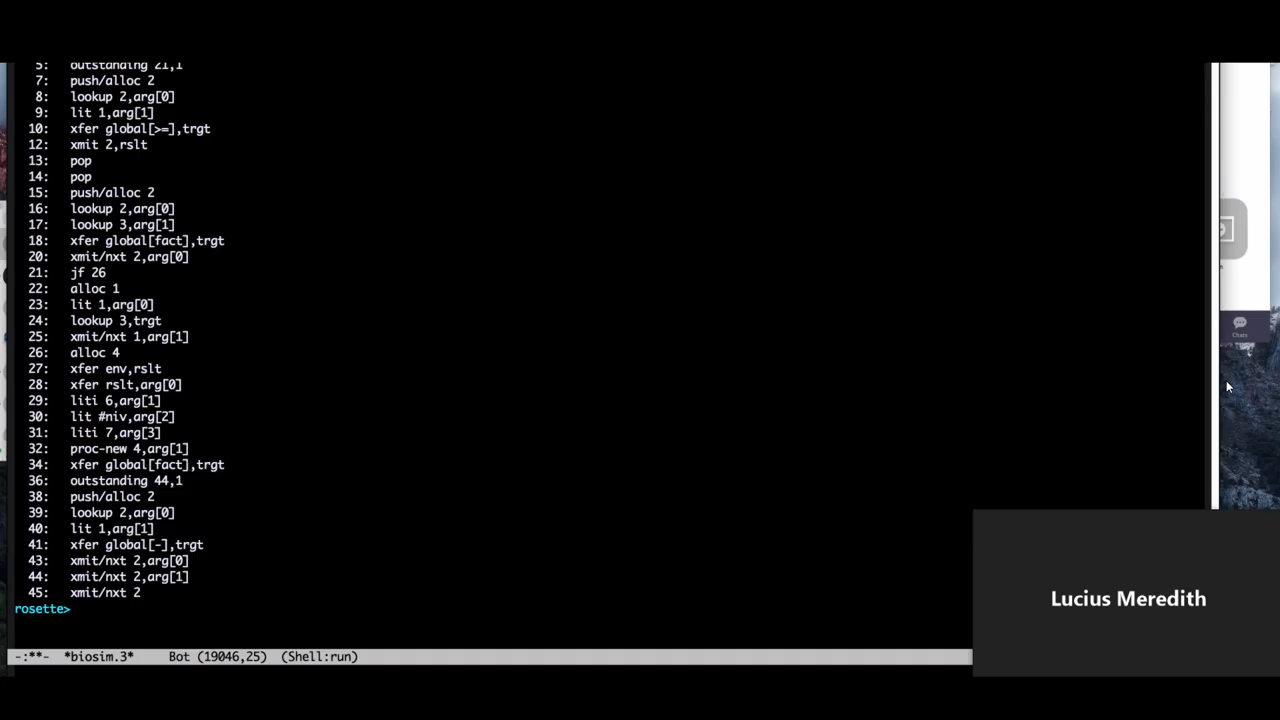 5: outstanding 21,1
7: push/alloc 2
8: lookup 2,arg[0]
9: lit 1,arg[1]
10: xfer global[>=],trgt
12: xmit 2,rslt
13: pop
14: pop
15: push/alloc 2
16: lookup 2,arg[0]
17: lookup 3,arg[1]
18: xfer global[fact],trgt
20: xmit/nxt 2,arg[0]
21: jf 26
22: alloc 1
23: lit 1,arg[0]
24: lookup 3,trgt
25: xmit/nxt 1,arg[1]
26: alloc 4
27: xfer env,rslt
28: xfer rslt,arg[0]
29: liti 6,arg[1]
30: lit #niv,arg[2]
31: liti 7,arg[3]
32: proc-new 4,arg[1]
34: xfer global[fact],trgt
36: outstanding 44,1
38: push/alloc 2
39: lookup 2,arg[0]
40: lit 1,arg[1]
41: xfer global[-],trgt
43: xmit/nxt 2,arg[0]
44: xmit/nxt 2,arg[1]
45: xmit/nxt 2
rosette>
-:**- *biosim.3* Bot (19046,25) (Shell:run)
Chats
Lucius Meredith